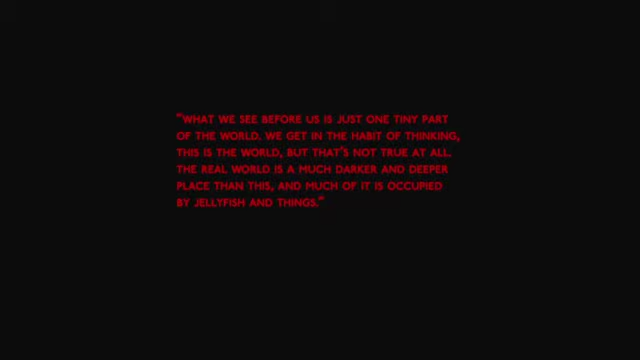 "WHAT WE SEE BEFORE US IS JUST ONE TINY PART
OF THE WORLD. WE GET IN THE HABIT OF THINKING,
THIS IS THE WORLD, BUT THAT'S NOT TRUE AT ALL.
THE REAL WORLD IS A MUCH DARKER AND DEEPER
PLACE THAN THIS, AND MUCH OF IT IS OCCUPIED
BY JELLYFISH AND THINGS."